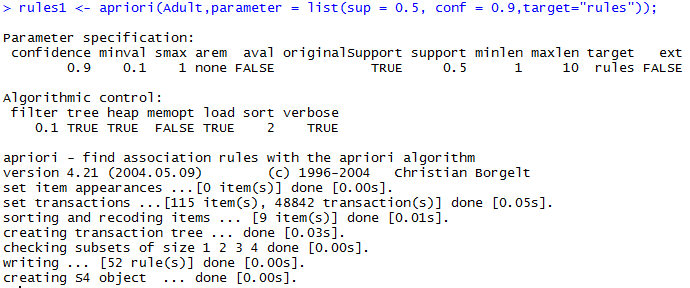 > rules1 <- apriori(Adult,parameter = list(sup = 0.5, conf = 0.9,target="rules"));
Parameter specification:
confidence minval smax arem aval originalSupport support minlen maxlen target ext
0.9 0.1 1 none FALSE TRUE 0.5 1 10 rules FALSE
Algorithmic control:
filter tree heap memopt load sort verbose
0.1 TRUE TRUE FALSE TRUE 2 TRUE
apriori - find association rules with the apriori algorithm
version 4.21 (2004.05.09) (c) 1996-2004 Christian Borgelt
set item appearances ...[0 item(s)] done [0.00s].
set transactions ...[115 item(s), 48842 transaction(s)] done [0.05s].
sorting and recoding items ... [9 item(s)] done [0.01s].
creating transaction tree ... done [0.03s].
checking subsets of size 1 2 3 4 done [0.00s].
writing ... [52 rule(s)] done [0.00s].
creating S4 object ... done [0.00s].